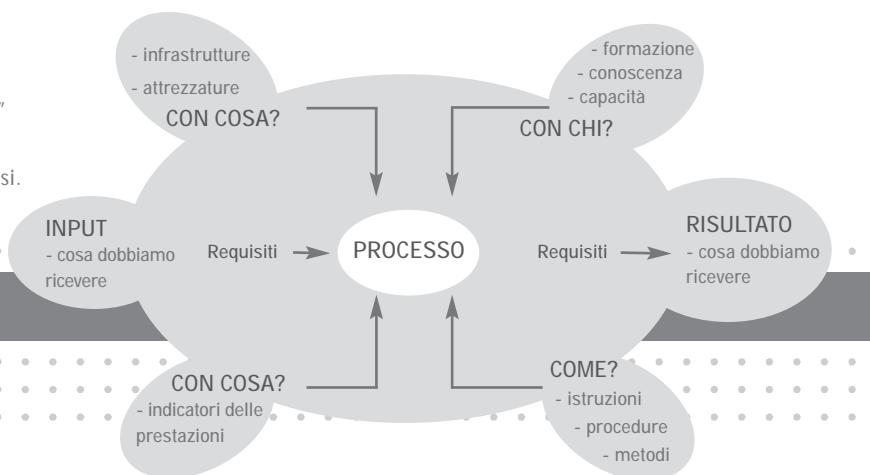 ”
si.
- infrastrutture
- attrezzature
CON COSA?
- formazione
- conoscenza
- capacità
CON CHI?
INPUT
- cosa dobbiamo
ricevere
Requisiti
PROCESSO
Requisiti
RISULTATO
- cosa dobbiamo
ricevere
CON COSA?
- indicatori delle
prestazioni
COME?
- istruzioni
- procedure
- metodi